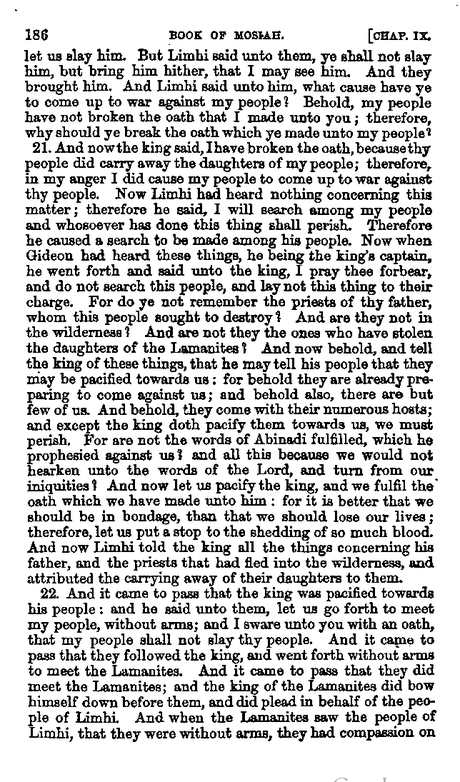 186 BOOK OF MOSIAH. [CHAP. IX.
let us slay him. But Limhi said unto them, ye shall not slay
him, but bring him hither, that I may see him. And they
brought him. And Limhi said unto him, what cause have ye
to come up to war against my people? Behold, my people
have not broken the oath that I made unto you; therefore,
why should ye break the oath which ye made unto my people?
21. And now the king said, I have broken the oath, because thy
people did carry away the daughters of my people; therefore,
in my anger I did cause my people to come up to war against
thy people. Now Limhi had heard nothing concerning this
matter; therefore he said, I will search among my people
and whosoever has done this thing shall perish. Therefore
he caused a search to be made among his people. Now when
Gideon had heard these things, he being the king's captain,
he went forth and said unto the king, I pray thee forbear,
and do not search this people, and lay not this thing to their
charge. For do ye not remember the priests of thy father,
whom this people sought to destroy? And are they not in
the wilderness? And are not they the ones who have stolen
the daughters of the Lamanites? And now behold, and tell
the king of these things, that he may tell his people that they
may be pacified towards us: for behold they are already pre-
paring to come against us; and behold also, there are but
few of us. And behold, they come with their numerous hosts;
and except the king doth pacify them towards us, we must
perish. For are not the words of Abinadi fulfilled, which he
prophesied against us? and all this because we would not
hearken unto the words of the Lord, and turn from our
iniquities? And now let us pacify the king, and we fulfil the
oath which we have made unto him: for it is better that we
should be in bondage, than that we should lose our lives;
therefore, let us put a stop to the shedding of so much blood.
And now Limhi told the king all the things concerning his
father, and the priests that had fled into the wilderness, and
attributed the carrying away of their daughters to them.
22. And it came to pass that the king was pacified towards
his people: and he said unto them, let us go forth to meet
my people, without arms; and I sware unto you with an oath,
that my people shall not slay thy people. And it came to
pass that they followed the king, and went forth without arms
to meet the Lamanites. And it came to pass that they did
meet the Lamanites; and the king of the Lamanites did bow
himself down before them, and did plead in behalf of the peo-
ple of Limhi. And when the Lamanites saw the people of
Limhi, that they were without arms, they had compassion on